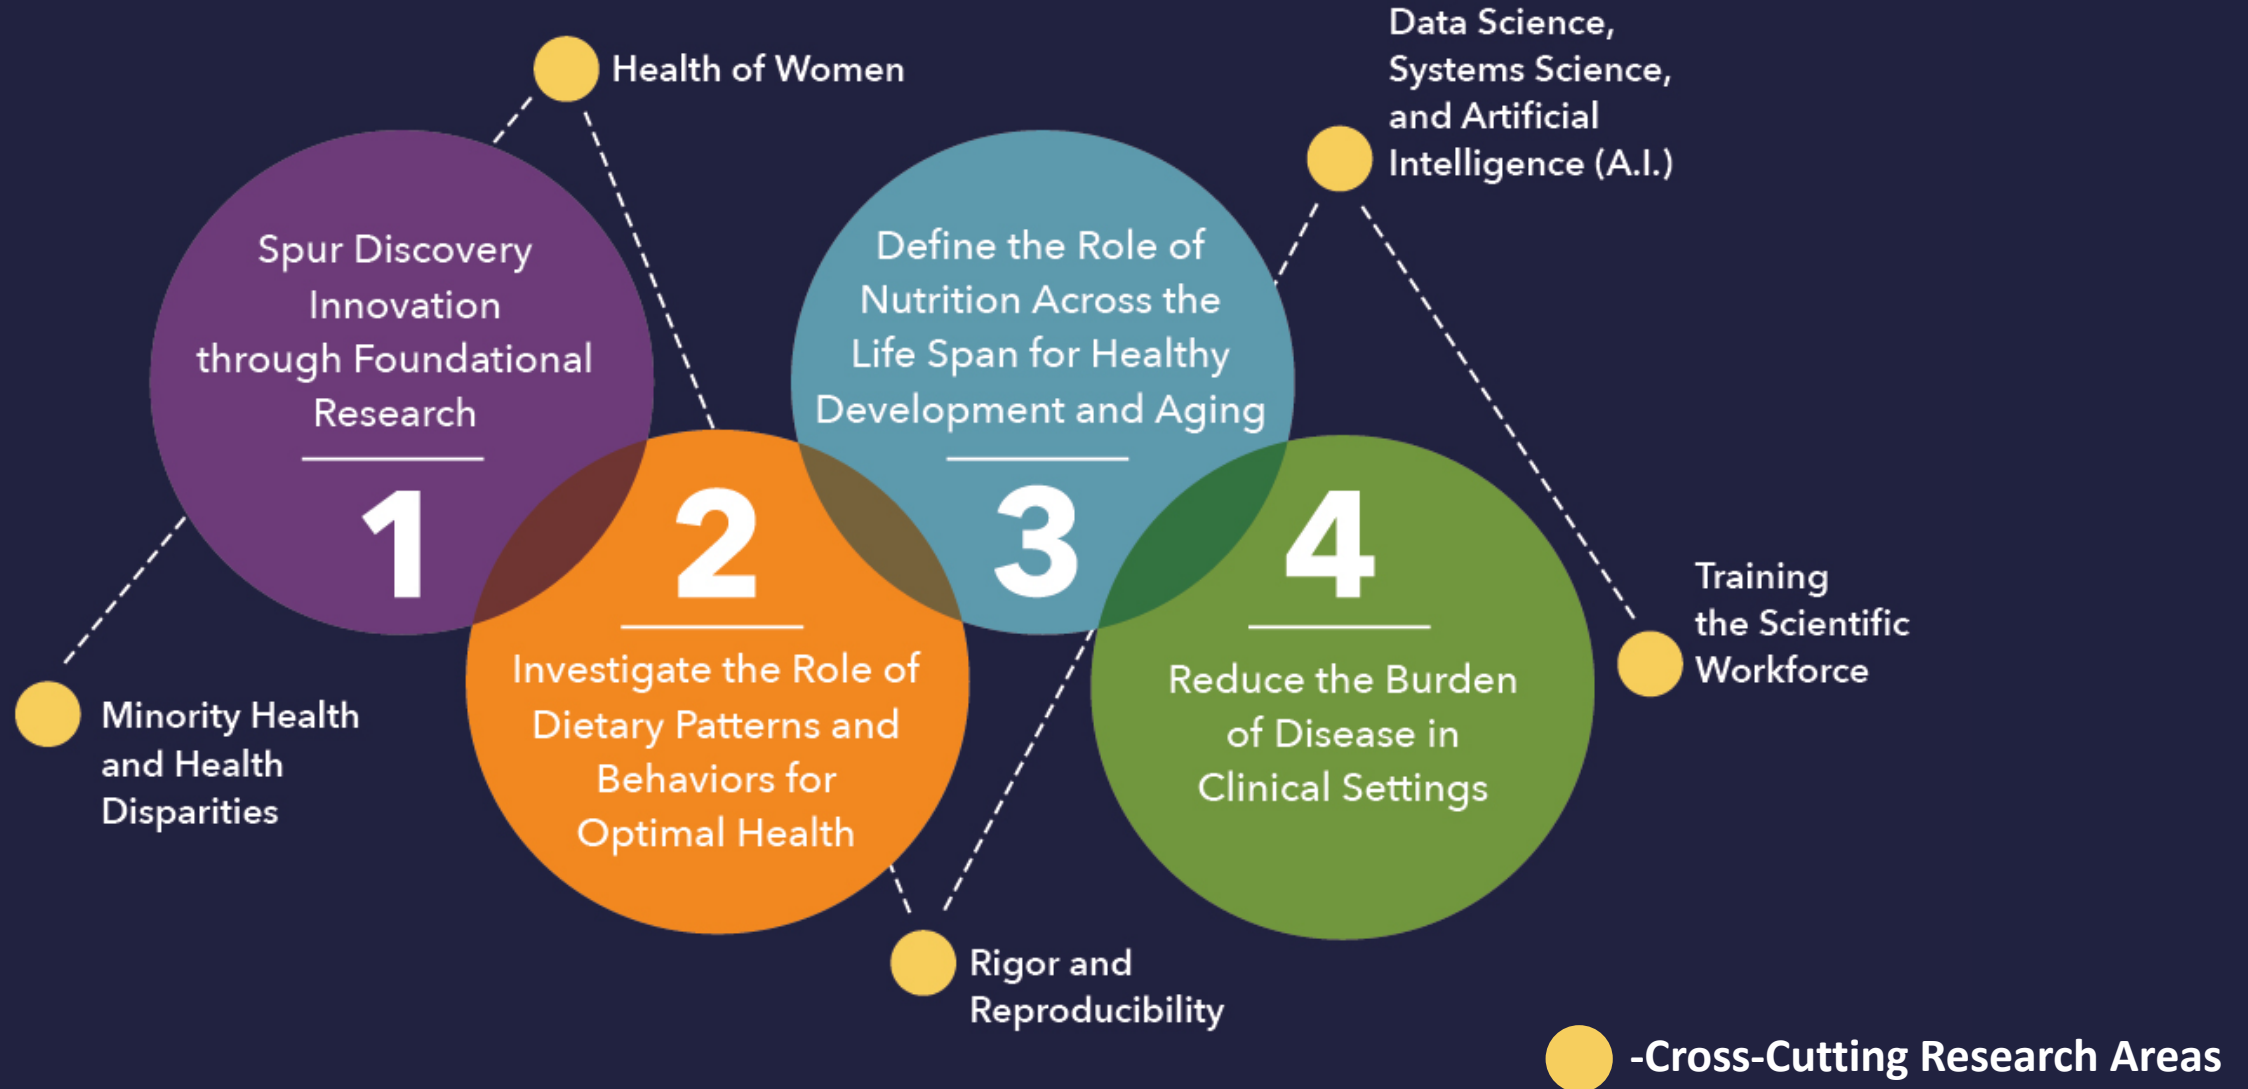 Health of Women
Data Science,
Systems Science,
and Artificial
Intelligence (A.I.)
Spur Discovery
Innovation
through Foundational
Research
1
2
Investigate the Role of
Dietary Patterns and
Behaviors for
Optimal Health
Define the Role of
Nutrition Across the
Life Span for Healthy
Development and Aging
3
4
Reduce the Burden
of Disease in
Clinical Settings
Training
the Scientific
Workforce
Minority Health
and Health
Disparities
Rigor and
Reproducibility
-Cross-Cutting Research Areas